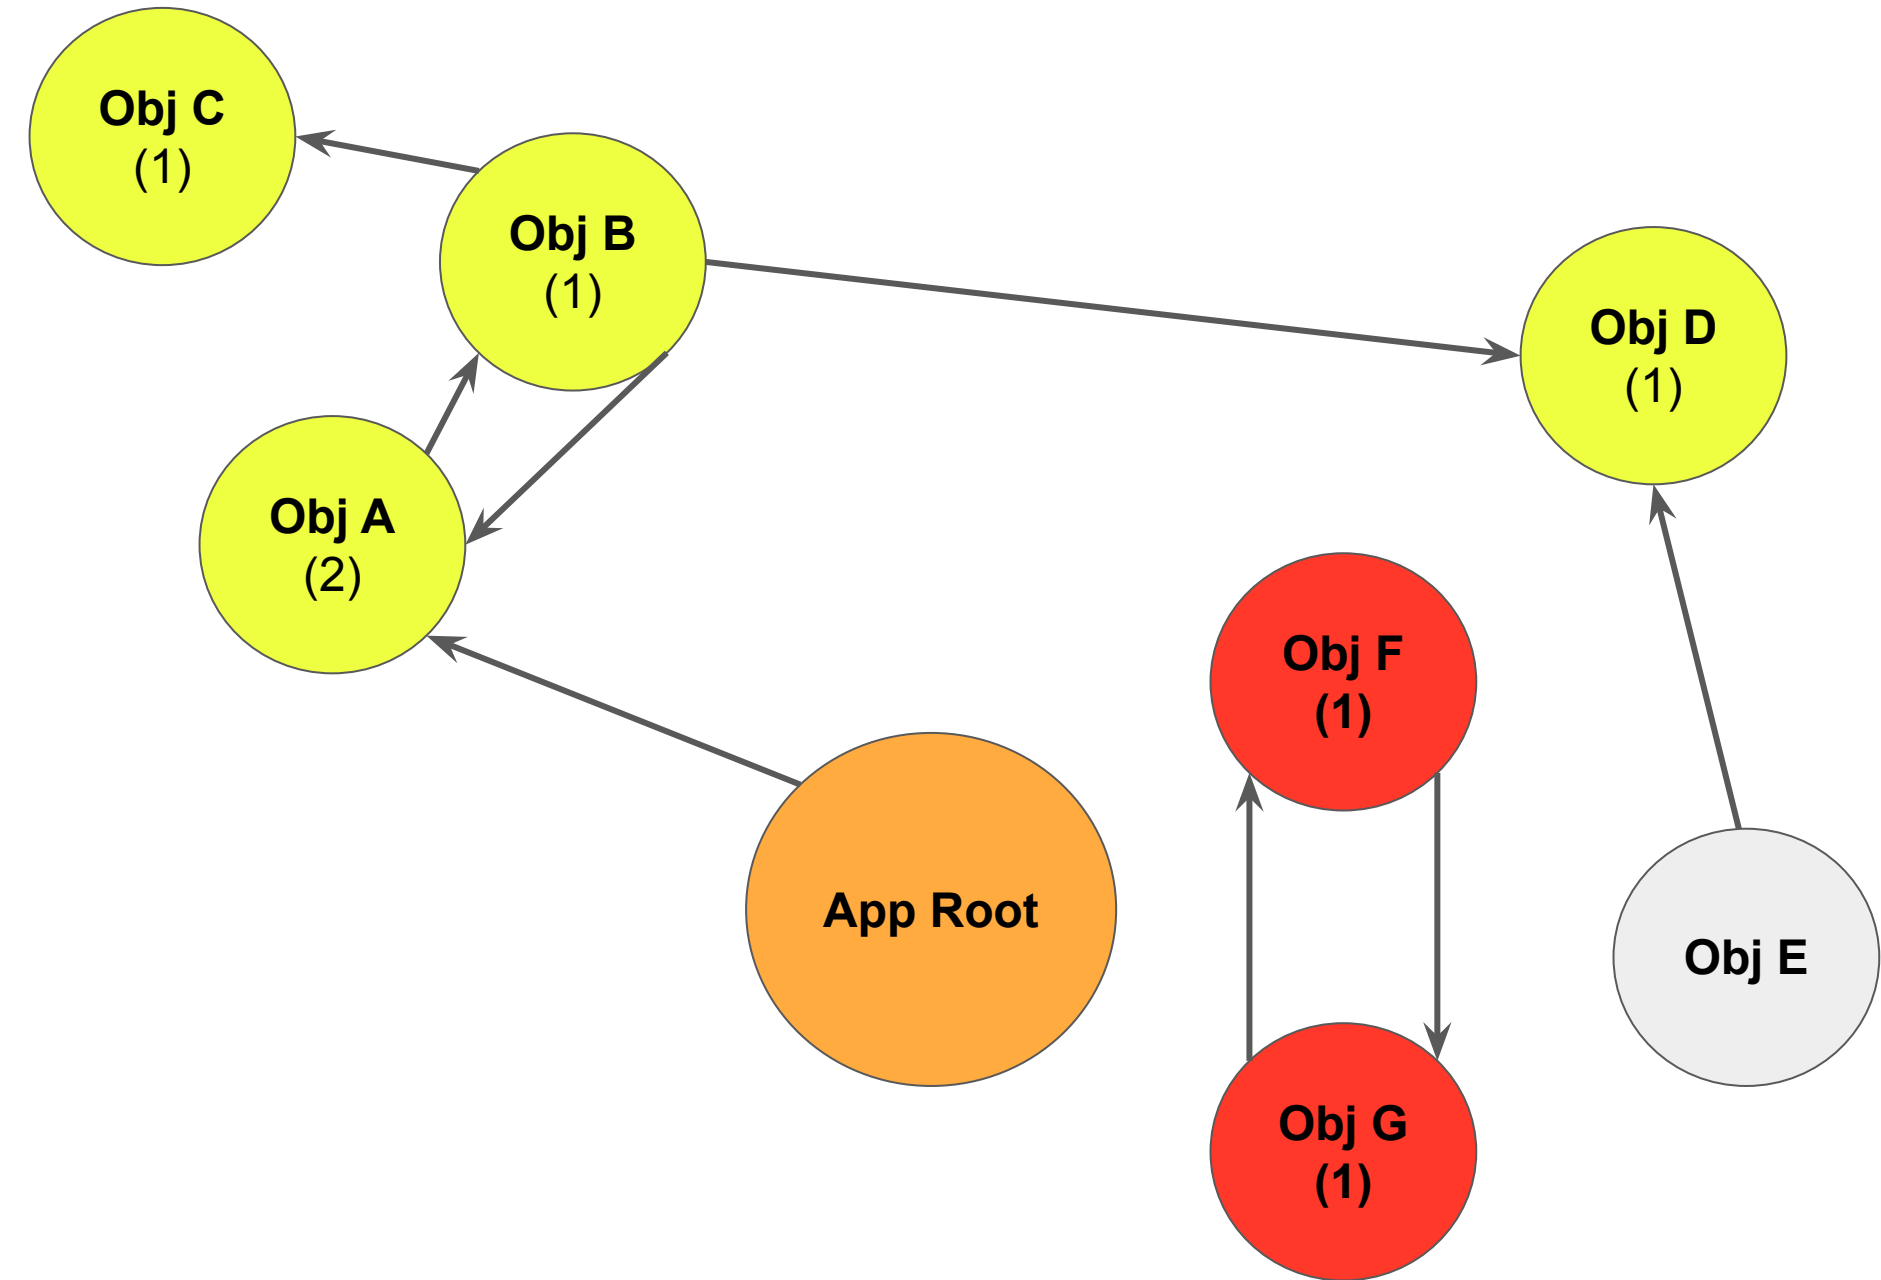 Obj C
(1)
Obj B
(1)
Obj D
(1)
Obj A
(2)
Obj F
(1)
App Root
Obj E
Obj G
(1)